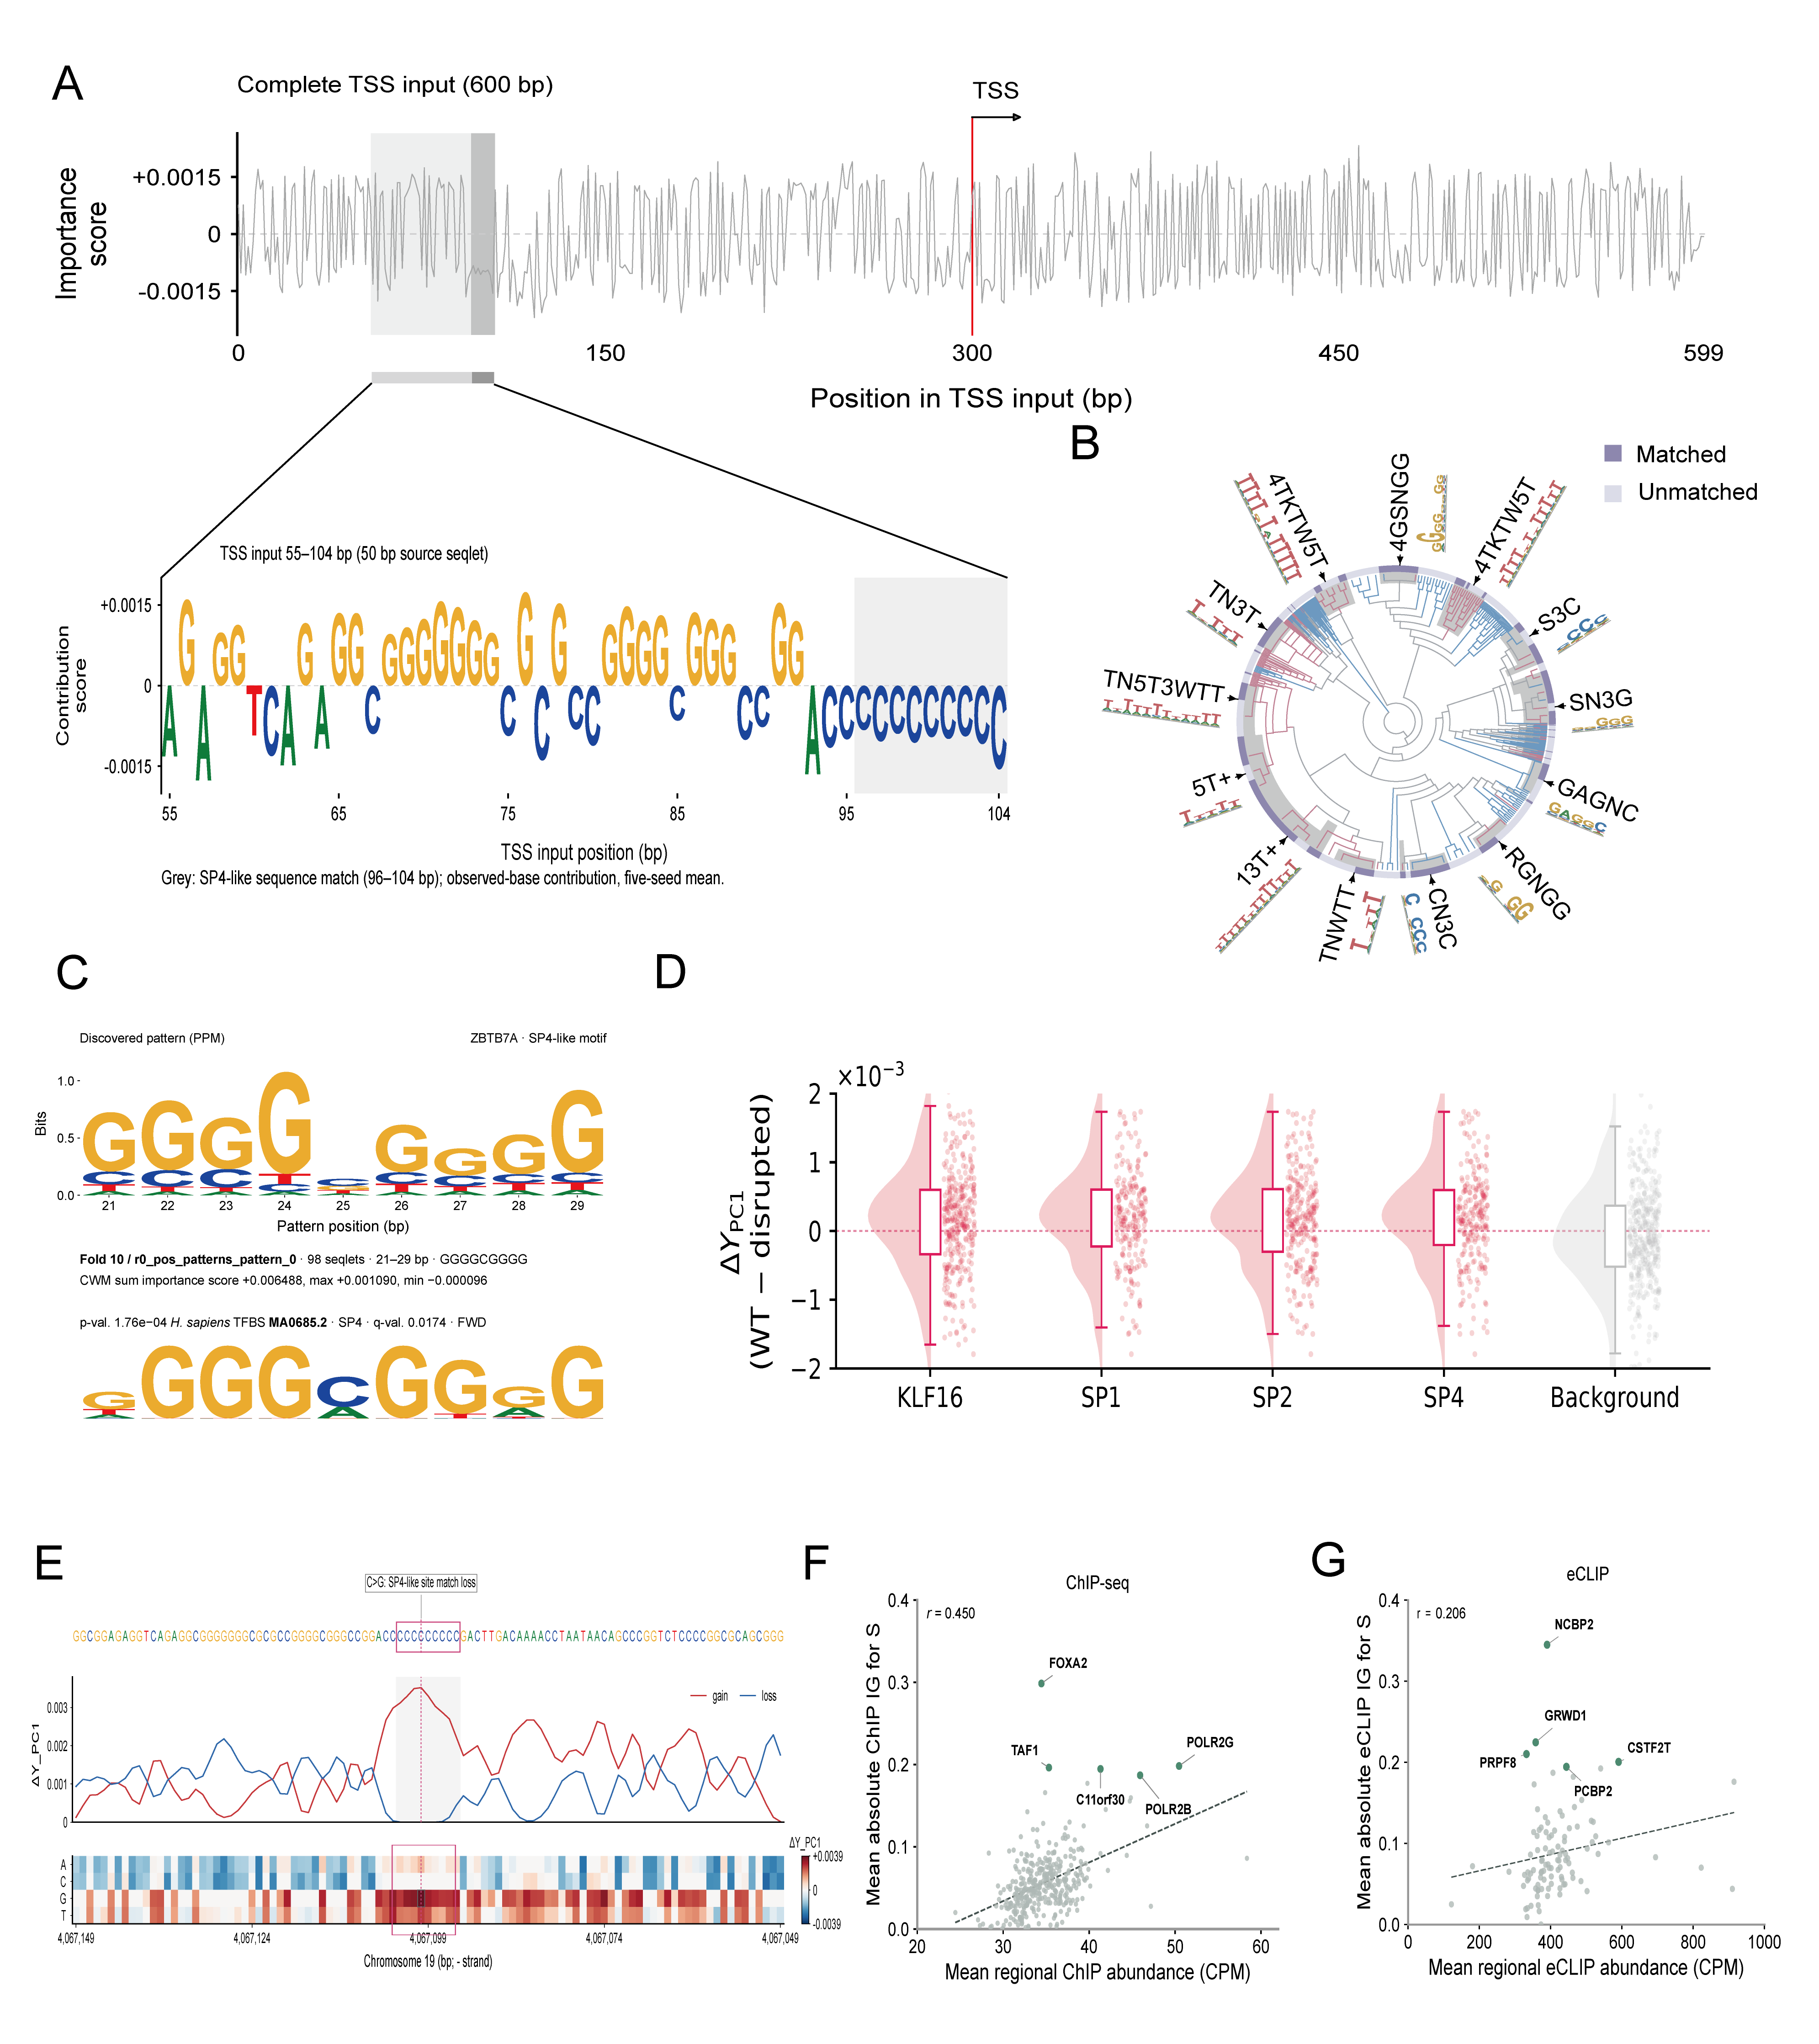 A
Complete TSS input (600 bp)
TSS
Importance
score
+0.0015
0
-0.0015
0 150 300 450 599
Position in TSS input (bp)
TSS input 55–104 bp (50 bp source seqlet)
Contribution
score
+0.0015
0
-0.0015
55 65 75 85 95 104
TSS input position (bp)
Grey: SP4-like sequence match (96–104 bp); observed-base contribution, five-seed mean.
B
Matched
Unmatched
4TKTW5T
4GSNGG
4TKTW5T
S3C
SN3G
GAGNC
RGNGG
CN3C
TNWTT
13T+
5T+
TN5T3WTT
TN3T
C
Discovered pattern (PPM)
ZBTB7A · SP4-like motif
Bits
1.0
0.5
0.0
21 22 23 24 25 26 27 28 29
Pattern position (bp)
Fold 10 / r0_pos_patterns_pattern_0 · 98 seqlets · 21–29 bp · GGGGCGGGG
CWM sum importance score +0.006488, max +0.001090, min −0.000096
p-val. 1.76e−04 H. sapiens TFBS MA0685.2 · SP4 · q-val. 0.0174 · FWD
D
×10⁻³
ΔY_PC1
(WT − disrupted)
2
1
0
−1
−2
KLF16 SP1 SP2 SP4 Background
E
C>G: SP4-like site match loss
ΔY_PC1
0.003
0.002
0.001
0
gain
loss
A
C
G
T
ΔY_PC1
+0.0039
0
-0.0039
4,067,149 4,067,124 4,067,099 4,067,074 4,067,049
Chromosome 19 (bp; - strand)
F
ChIP-seq
r = 0.450
Mean absolute ChIP IG for S
0.4
0.3
0.2
0.1
0.0
FOXA2
TAF1
POLR2G
C11orf30
POLR2B
20 30 40 50 60
Mean regional ChIP abundance (CPM)
G
eCLIP
r = 0.206
Mean absolute eCLIP IG for S
0.4
0.3
0.2
0.1
0.0
NCBP2
GRWD1
PRPF8
CSTF2T
PCBP2
0 200 400 600 800 1000
Mean regional eCLIP abundance (CPM)